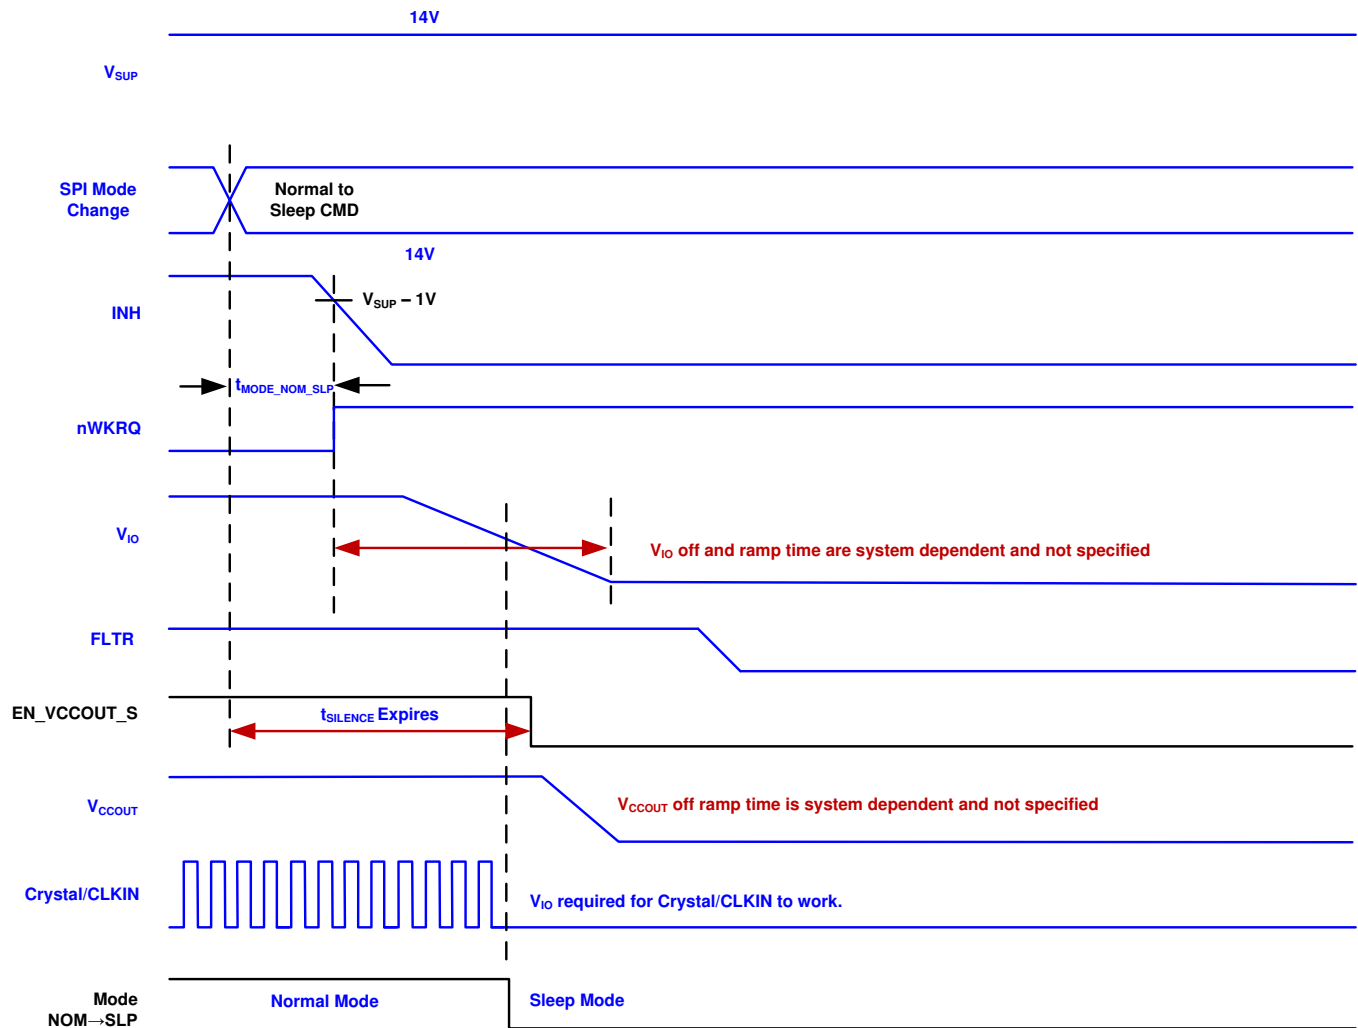 14V
VSUP
SPI Mode
Change
Normal to
Sleep CMD
14V
INH
VSUP – 1V
tMODE_NOM_SLP
nWKRQ
VIO
VIO off and ramp time are system dependent and not specified
FLTR
EN_VCCOUT_S
tSILENCE Expires
VCCOUT
VCCOUT off ramp time is system dependent and not specified
Crystal/CLKIN
VIO required for Crystal/CLKIN to work.
Mode
NOM→SLP
Normal Mode
Sleep Mode